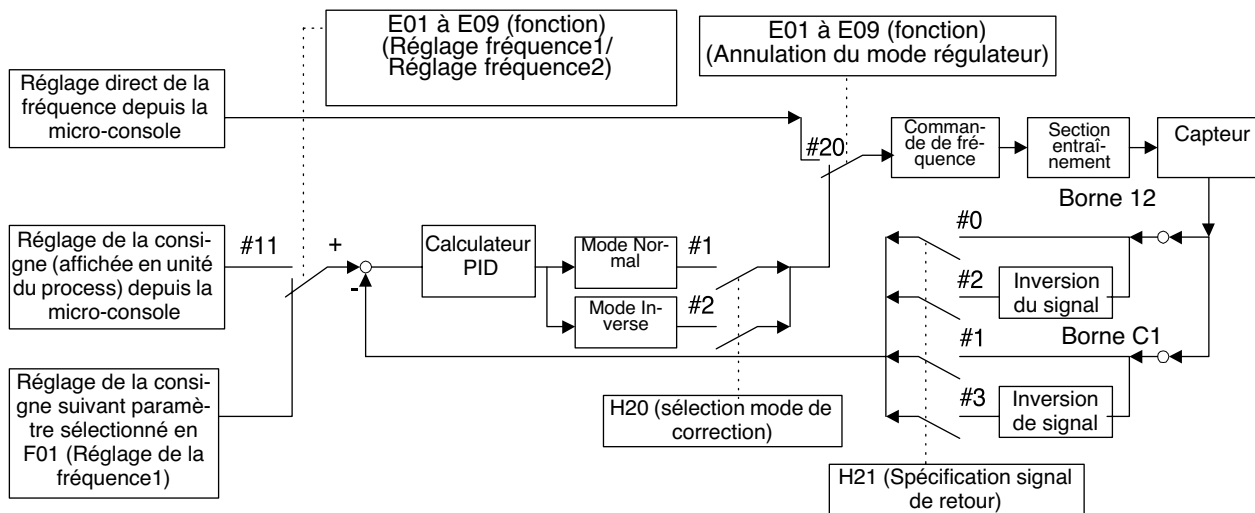 E01 à E09 (fonction)
(Réglage fréquence1/
Réglage fréquence2)
E01 à E09 (fonction)
(Annulation du mode régulateur)
Réglage direct de la
fréquence depuis la
micro-console
#20
Comman-
de de fré-
quence
Section
entraî-
nement
Capteur
Borne 12
Réglage de la consi-
gne (affichée en unité
du process) depuis la
micro-console
#11
+
-
Calculateur
PID
Mode Nor-
mal
#1
Mode In-
verse
#2
#0
#2
Inversion
du signal
#1
Borne C1
#3
Inversion
de signal
Réglage de la consi-
gne suivant paramè-
tre sélectionné en
F01 (Réglage de la
fréquence1)
H20 (sélection mode de
correction)
H21 (Spécification signal
de retour)